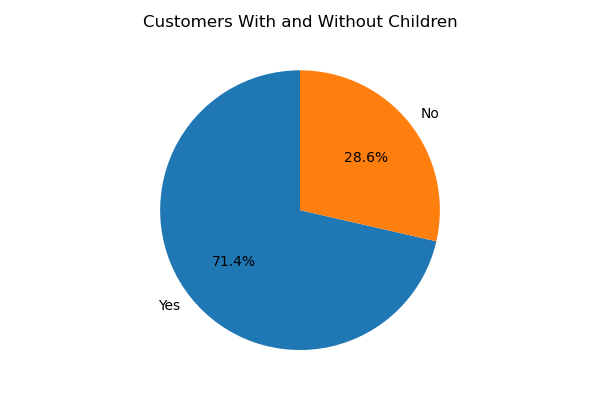 Customers With and Without Children
No
28.6%
71.4%
Yes